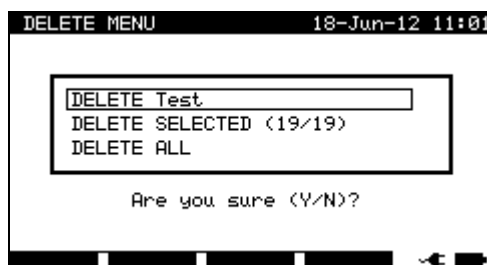 DELETE MENU 18-Jun-12 11:01
DELETE Test
DELETE SELECTED (19/19)
DELETE ALL
Are you sure (Y/N)?